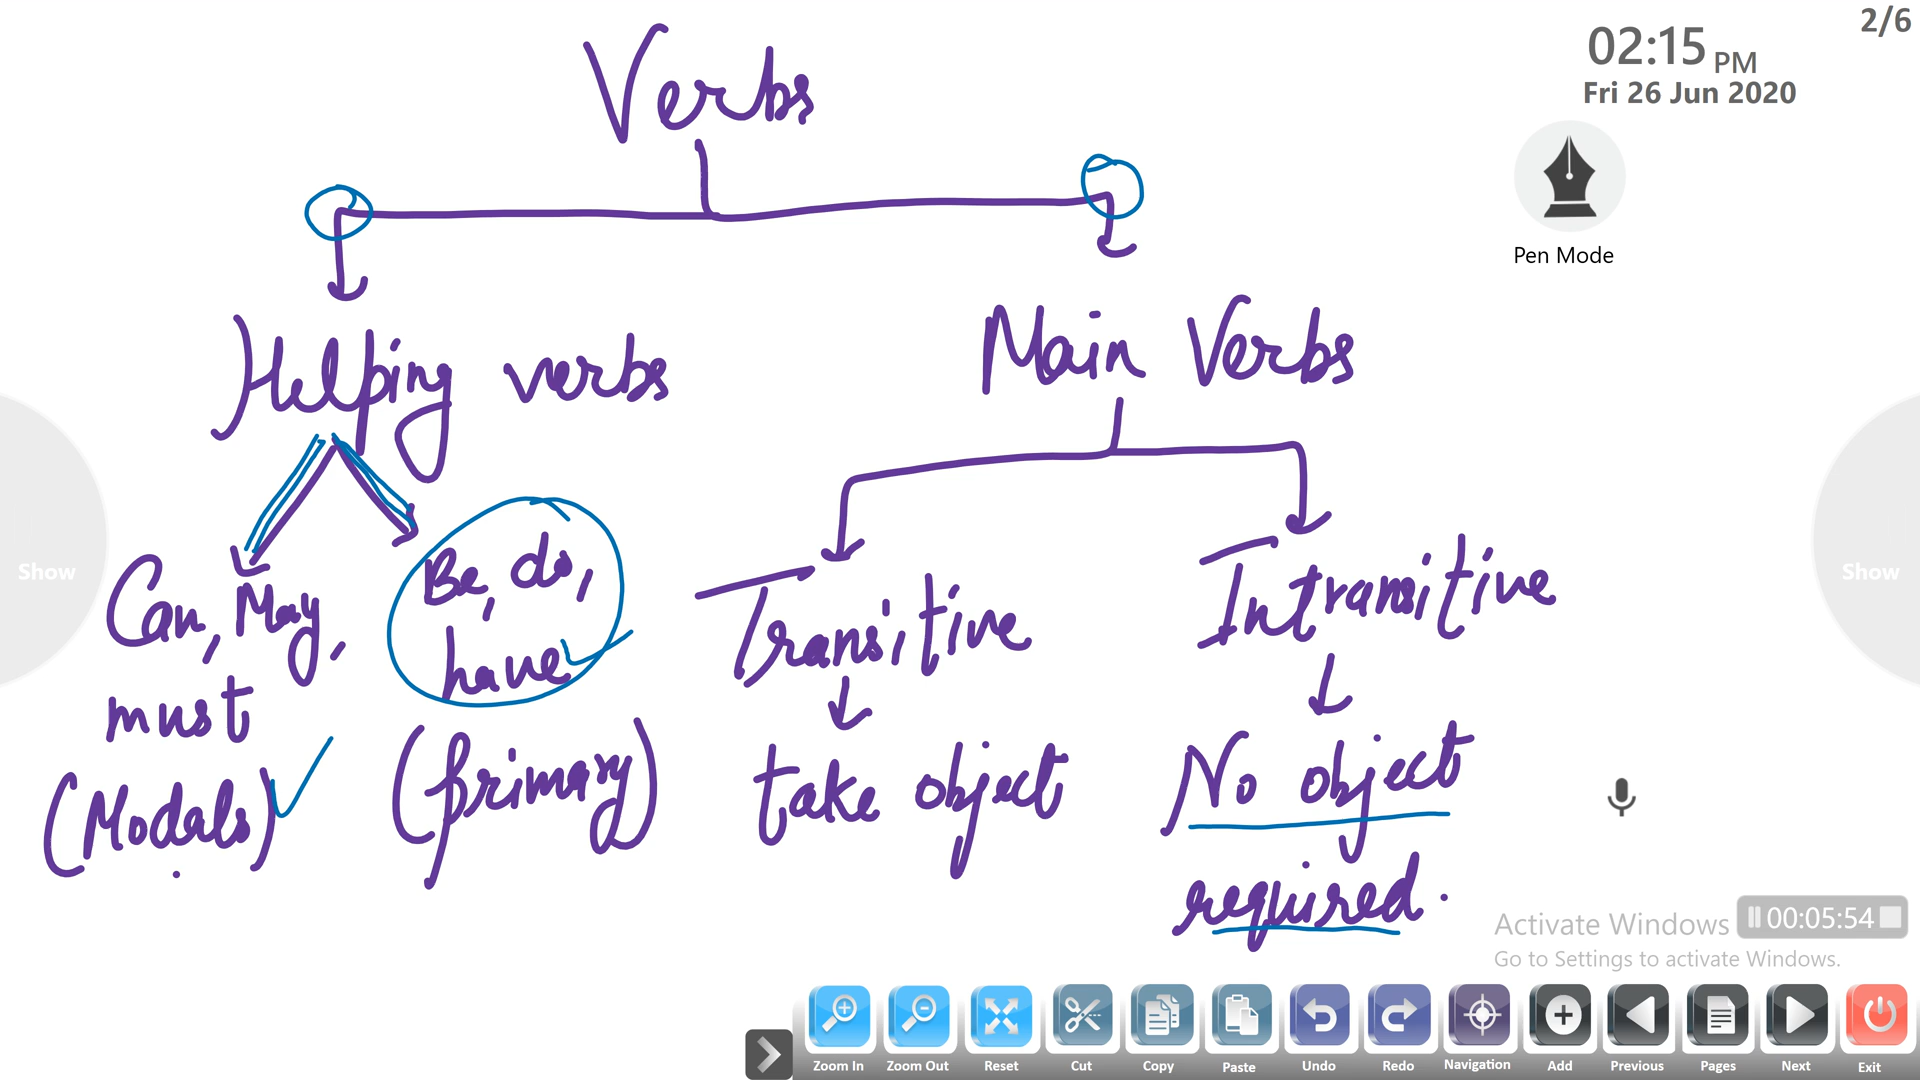 2/6
02:15 PM
Fri 26 Jun 2020
Pen Mode
Verbs
Helping verbs
Main Verbs
Can, May,
must
(Modals)
Be, do,
have
(primary)
Transitive
take object
Intransitive
No object
required.
Show
Show
Activate Windows
Go to Settings to activate Windows.
00:05:54
Zoom In Zoom Out Reset Cut Copy Paste Undo Redo Navigation Add Previous Pages Next Exit